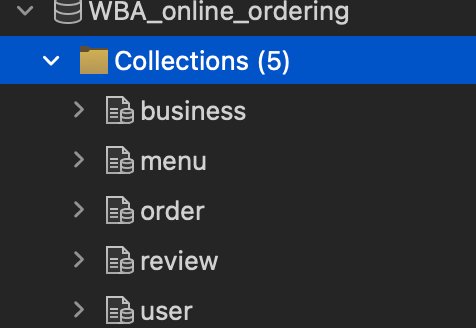 WBA_online_ordering
Collections (5)
business
menu
order
review
user